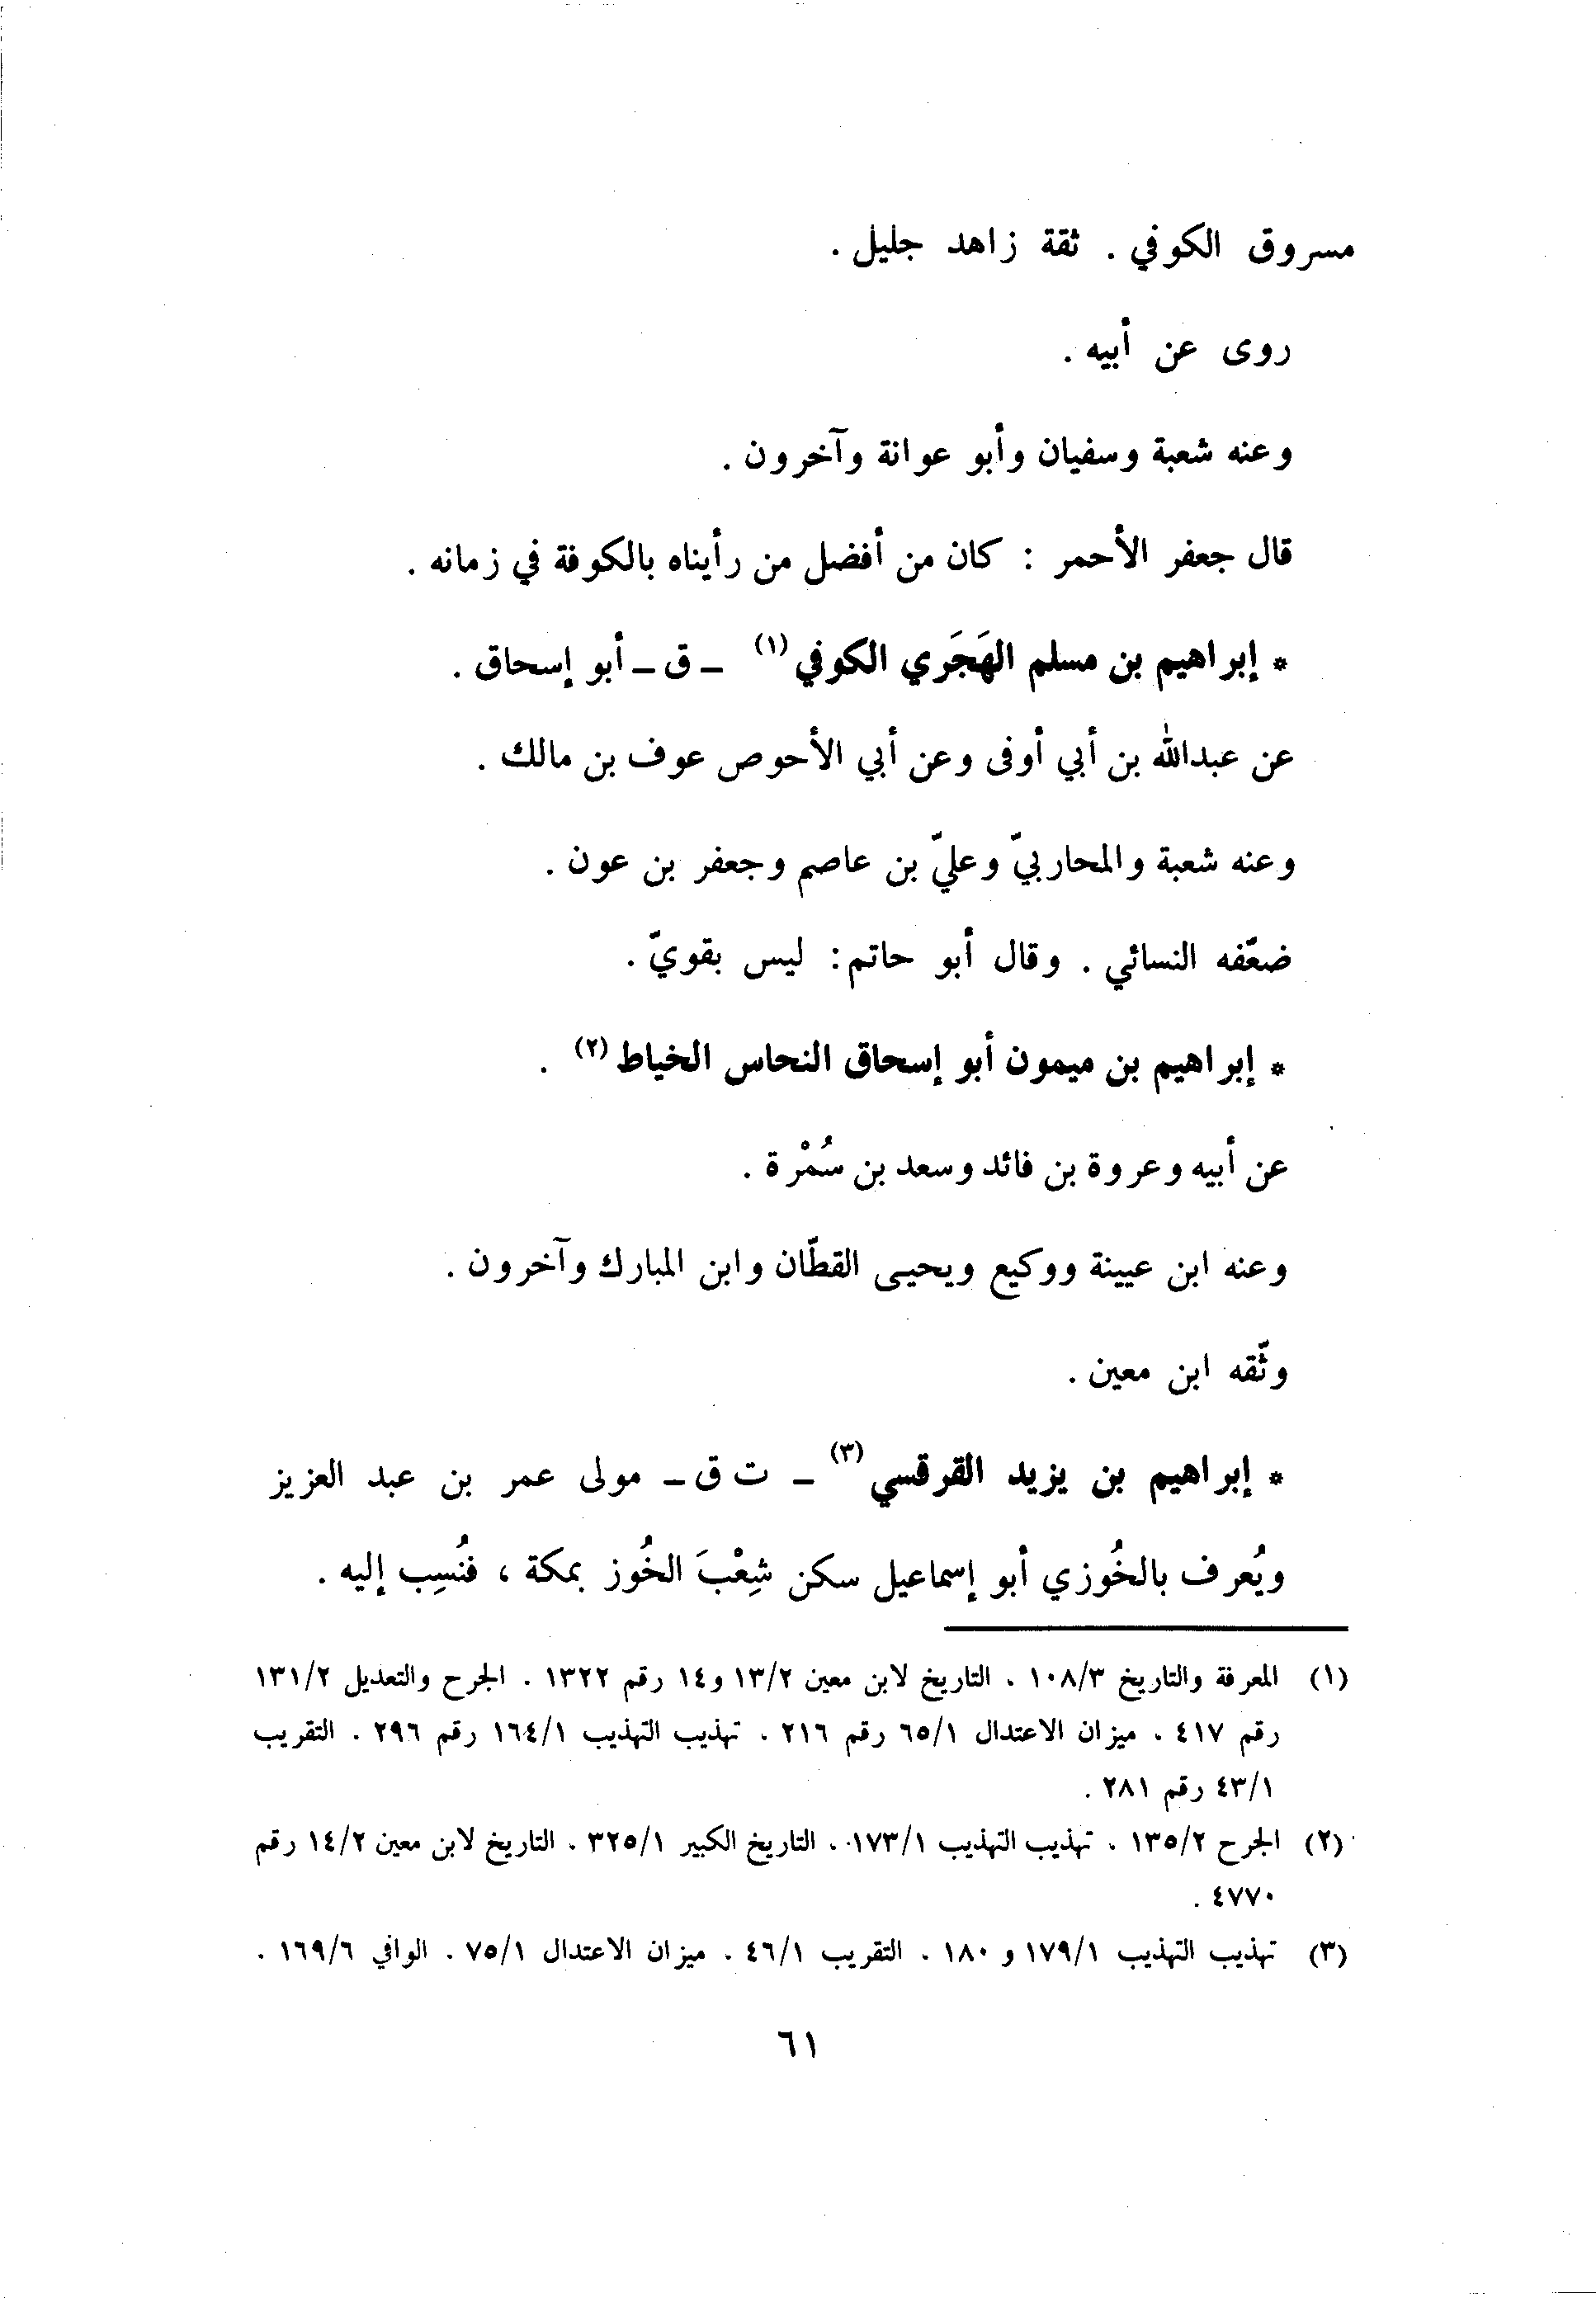 مسروق الكوفي . ثقة زاهد جليل .
روى عن أبيه .
وعنه شعبة وسفيان وأبو عوانة وآخرون .
قال جعفر الأحمر : كان من أفضل من رأيناه بالكوفة في زمانه .
* إبراهيم بن مسلم الهَجَري الكوفي (١) ـ ق ـ أبو إسحاق .
عن عبدالله بن أبي أوفى وعن أبي الأحوص عوف بن مالك .
وعنه شعبة والمحاربيّ وعليّ بن عاصم وجعفر بن عون .
ضعّفه النسائي . وقال أبو حاتم: ليس بقويّ .
* إبراهيم بن ميمون أبو إسحاق النحاس الخياط (٢) .
عن أبيه وعروة بن فائد وسعد بن سُمْرة .
وعنه ابن عيينة ووكيع ويحيى القطّان وابن المبارك وآخرون .
وثّقه ابن معين .
* إبراهيم بن يزيد القرقسي (٣) ـ ت ق ـ مولى عمر بن عبد العزيز
ويُعرف بالخُوزي أبو إسماعيل سكن شِعْبَ الخُوز بمكة ، فنُسِب إليه .
(١) المعرفة والتاريخ ١٠٨/٣ . التاريخ لابن معين ١٣/٢ و١٤ رقم ١٣٢٢ . الجرح والتعديل ١٣١/٢
رقم ٤١٧ . ميزان الاعتدال ٦٥/١ رقم ٢١٦ . تهذيب التهذيب ١٦٤/١ رقم ٢٩٦ . التقريب
٤٣/١ رقم ٢٨١ .
(٢) الجرح ١٣٥/٢ . تهذيب التهذيب ١٧٣/١ . التاريخ الكبير ٣٢٥/١ . التاريخ لابن معين ١٤/٢ رقم
٤٧٧٠ .
(٣) تهذيب التهذيب ١٧٩/١ و ١٨٠ . التقريب ٤٦/١ . ميزان الاعتدال ٧٥/١ . الوافي ١٦٩/٦ .
٦١